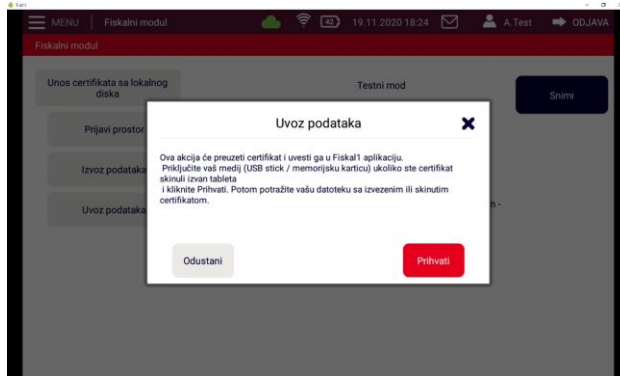 MENU Fiskalni modul 42 19.11.2020 18:24 A.Test ODJAVA
Fiskalni modul
Unos certifikata sa lokalnog
diska
Testni mod
Snimi
Prijavi prostor
Izvoz podataka
Uvoz podataka
Uvoz podataka
Ova akcija će preuzeti certifikat i uvesti ga u Fiskal1 aplikaciju.
Priključite vaš medij (USB stick / memorijsku karticu) ukoliko ste certifikat
skinuli izvan tableta
i kliknite Prihvati. Potom potražite vašu datoteku sa izvezenim ili skinutim
certifikatom.
Odustani
Prihvati